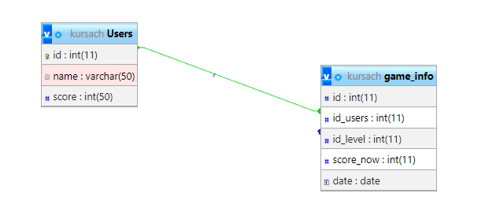 kursach Users
id : int(11)
name : varchar(50)
score : int(50)
kursach game_info
id : int(11)
id_users : int(11)
id_level : int(11)
score_now : int(11)
date : date